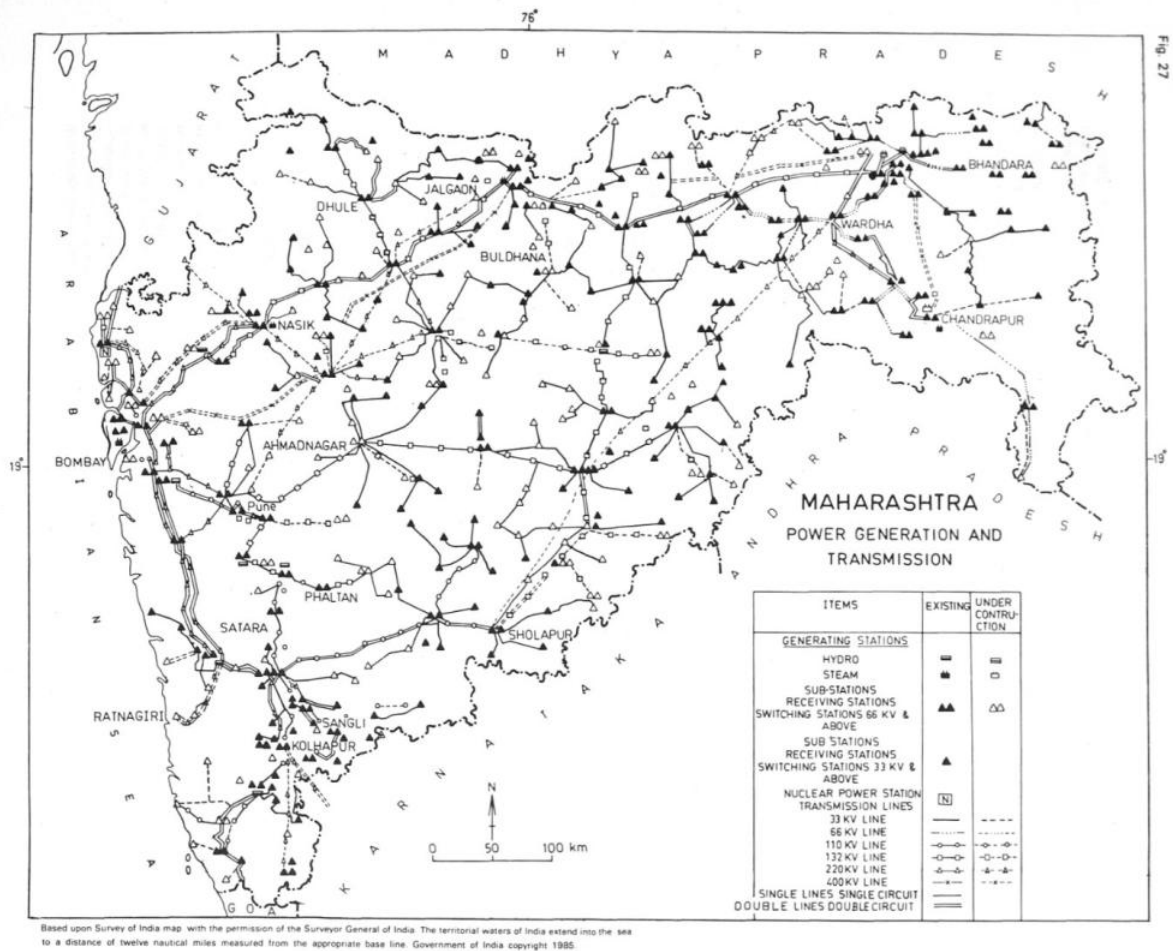 76°
Fig. 27
MADHYA PRADESH
GUJARAT
ARABIAN SEA
BHANDARA
JALGAON
DHULE
WARDHA
BULDHANA
NASIK
CHANDRAPUR
AHMADNAGAR
BOMBAY
19°
19°
Pune
ANDHRA PRADESH
MAHARASHTRA
POWER GENERATION AND
TRANSMISSION
PHALTAN
SATARA
SHOLAPUR
RATNAGIRI
SANGLI
KOLHAPUR
KARNATAKA
GOA
N
0 50 100 km
ITEMS EXISTING UNDER CONTRU-CTION
GENERATING STATIONS
HYDRO
STEAM
SUB-STATIONS
RECEIVING STATIONS
SWITCHING STATIONS 66 KV &
ABOVE
SUB STATIONS
RECEIVING STATIONS
SWITCHING STATIONS 33 KV &
ABOVE
NUCLEAR POWER STATION N
TRANSMISSION LINES
33 KV LINE
66 KV LINE
110 KV LINE
132 KV LINE
220 KV LINE
400 KV LINE
SINGLE LINES SINGLE CIRCUIT
DOUBLE LINES DOUBLE CIRCUIT
Based upon Survey of India map with the permission of the Surveyor General of India The territorial waters of India extend into the sea
to a distance of twelve nautical miles measured from the appropriate base line. Government of India copyright 1985